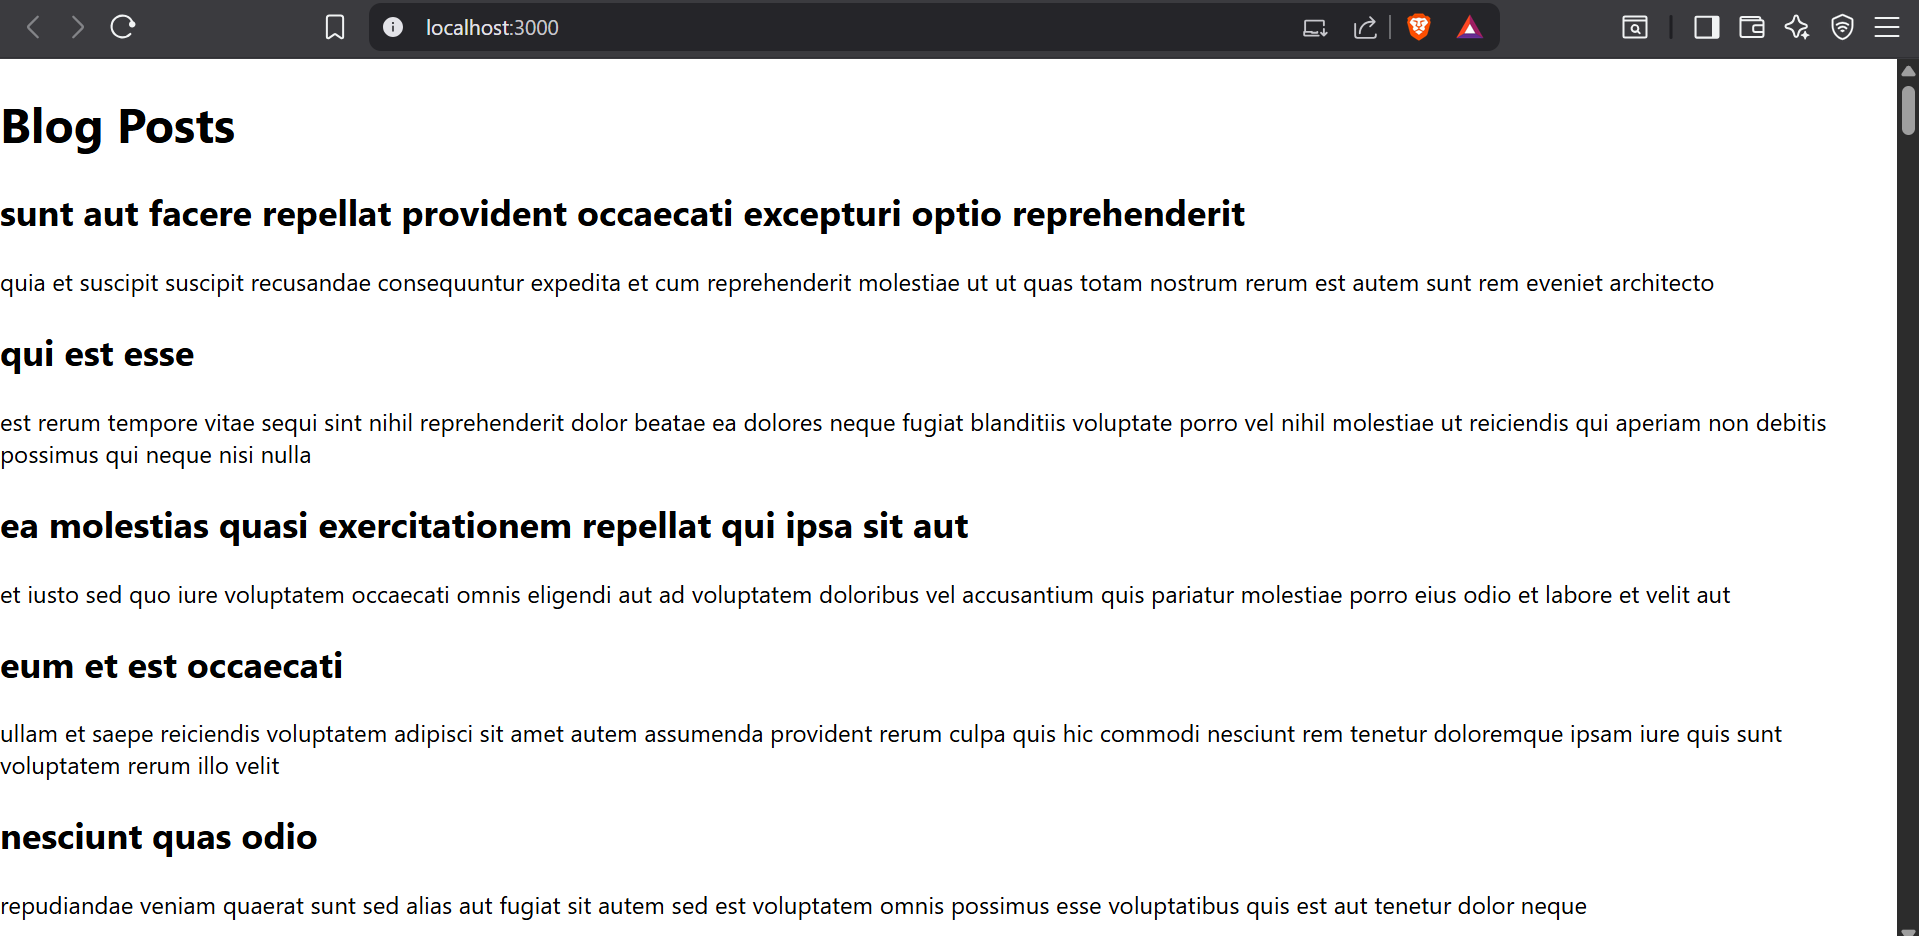 localhost:3000
Blog Posts
sunt aut facere repellat provident occaecati excepturi optio reprehenderit
quia et suscipit suscipit recusandae consequuntur expedita et cum reprehenderit molestiae ut ut quas totam nostrum rerum est autem sunt rem eveniet architecto
qui est esse
est rerum tempore vitae sequi sint nihil reprehenderit dolor beatae ea dolores neque fugiat blanditiis voluptate porro vel nihil molestiae ut reiciendis qui aperiam non debitis
possimus qui neque nisi nulla
ea molestias quasi exercitationem repellat qui ipsa sit aut
et iusto sed quo iure voluptatem occaecati omnis eligendi aut ad voluptatem doloribus vel accusantium quis pariatur molestiae porro eius odio et labore et velit aut
eum et est occaecati
ullam et saepe reiciendis voluptatem adipisci sit amet autem assumenda provident rerum culpa quis hic commodi nesciunt rem tenetur doloremque ipsam iure quis sunt
voluptatem rerum illo velit
nesciunt quas odio
repudiandae veniam quaerat sunt sed alias aut fugiat sit autem sed est voluptatem omnis possimus esse voluptatibus quis est aut tenetur dolor neque